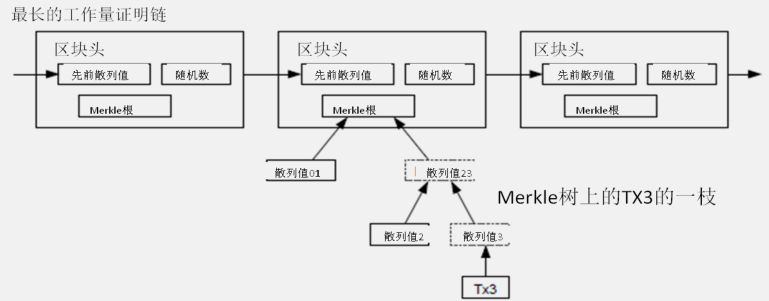 最长的工作量证明链
区块头
区块头
区块头
先前散列值
随机数
先前散列值
随机数
先前散列值
随机数
Merkle根
Merkle根
Merkle根
散列值01
散列值23
Merkle树上的TX3的一枝
散列值2
散列值3
Tx3